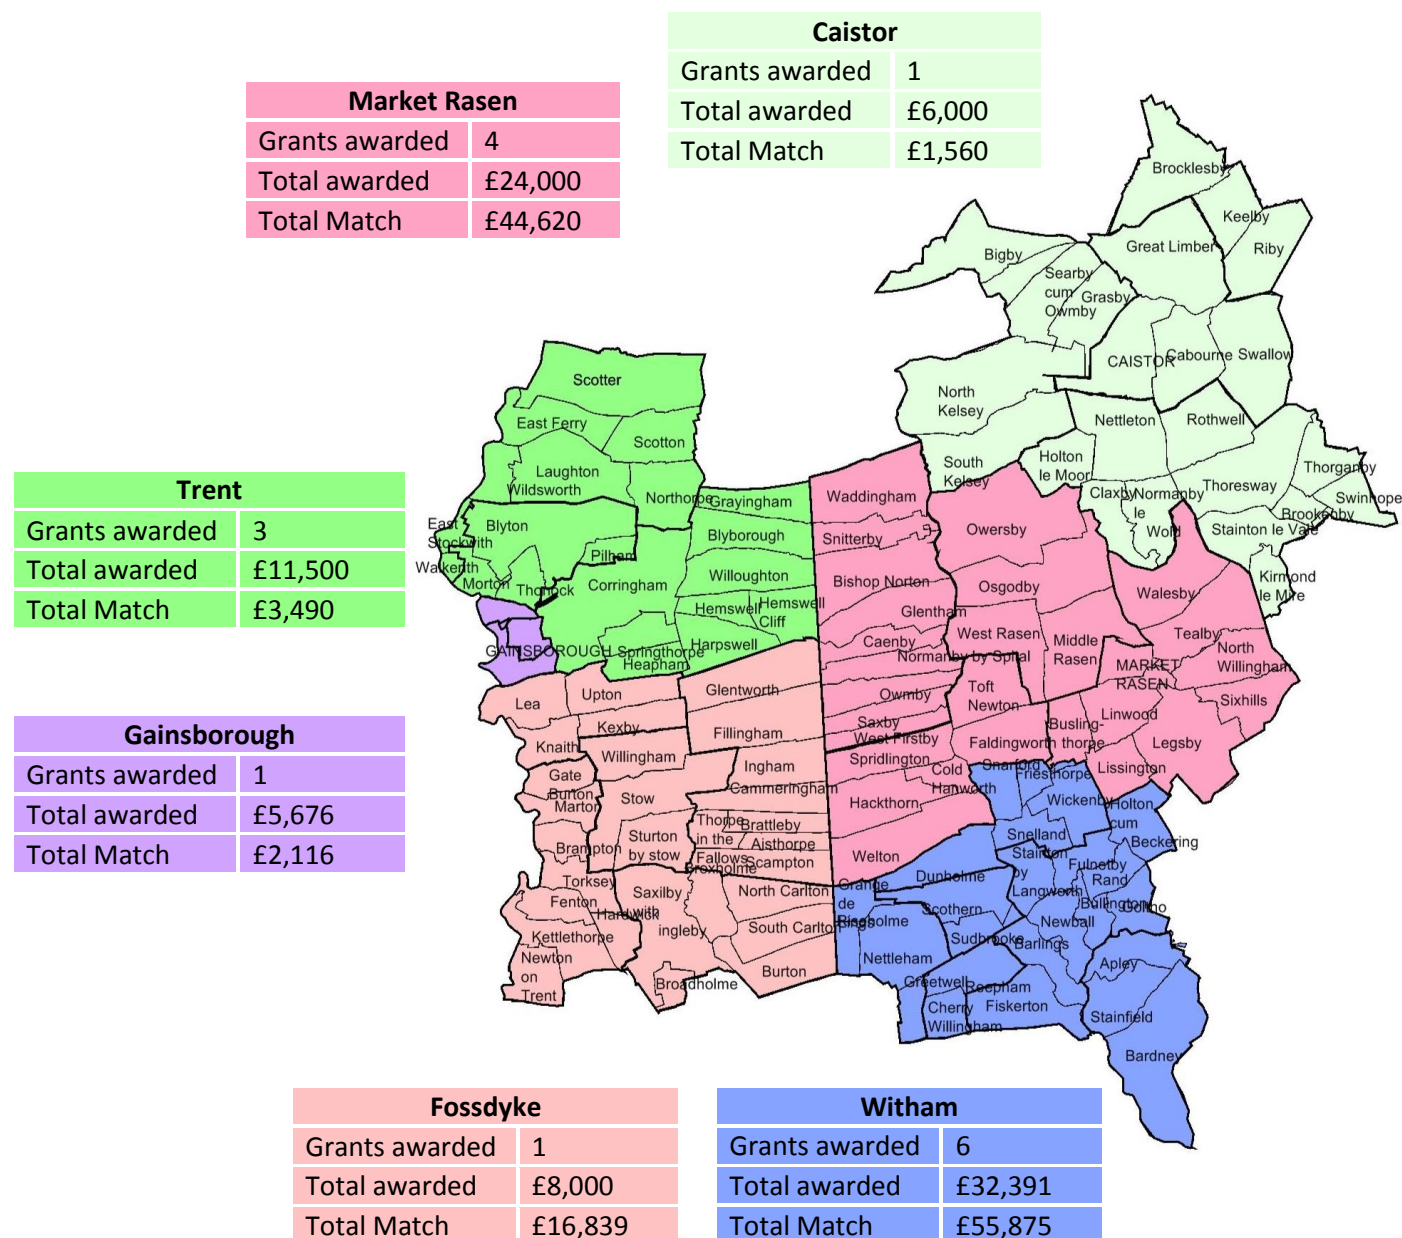 Caistor
Grants awarded 1
Total awarded £6,000
Total Match £1,560
Market Rasen
Grants awarded 4
Total awarded £24,000
Total Match £44,620
Trent
Grants awarded 3
Total awarded £11,500
Total Match £3,490
Gainsborough
Grants awarded 1
Total awarded £5,676
Total Match £2,116
Brocklesby
Keelby
Great Limber
Riby
Bigby
Searby
cum
Owmby
Grasby
CAISTOR
Cabourne
Swallow
North
Kelsey
Nettleton
Rothwell
South
Kelsey
Holton
le Moor
Claxby
Normanby
le
Wold
Thoresway
Thorganby
Swinhope
Brookenby
Stainton le Vale
Kirmond
le Mire
Scotter
East Ferry
Scotton
Laughton
Wildsworth
Northorpe
Grayingham
East
Stockwith
Blyton
Blyborough
Walkerith
Pilham
Morton
Thonock
Corringham
Willoughton
Hemswell
Hemswell
Cliff
GAINSBOROUGH
Springthorpe
Heapham
Harpswell
Waddingham
Snitterby
Owersby
Bishop Norton
Osgodby
Walesby
Glentham
Caenby
West Rasen
Middle
Rasen
Tealby
Normanby by Spital
MARKET
RASEN
North
Willingham
Owmby
Toft
Newton
Sixhills
Saxby
Linwood
West Firsby
Busling-
thorpe
Faldingworth
Legsby
Spridlington
Cold
Hanworth
Lissington
Hackthorn
Welton
Lea
Upton
Glentworth
Kexby
Fillingham
Knaith
Willingham
Gate
Burton
Ingham
Cammeringham
Marton
Stow
Thorpe
in the
Fallows
Brattleby
Sturton
by stow
Aisthorpe
Brampton
Scampton
Broxholme
Torksey
Fenton
Saxilby
with
ingleby
North Carlton
Hardwick
South Carlton
Kettlethorpe
Newton
on
Trent
Broadholme
Burton
Snarford
Friesthorpe
Wickenby
Holton
cum
Beckering
Snelland
Stainton
by
Langworth
Fulnetby
Rand
Dunholme
Grange
de
Lings
Riseholme
Scothern
Bullington
Goltho
Newball
Sudbrooke
Barlings
Nettleham
Apley
Greetwell
Reepham
Cherry
Willingham
Fiskerton
Stainfield
Bardney
Fossdyke
Grants awarded 1
Total awarded £8,000
Total Match £16,839
Witham
Grants awarded 6
Total awarded £32,391
Total Match £55,875